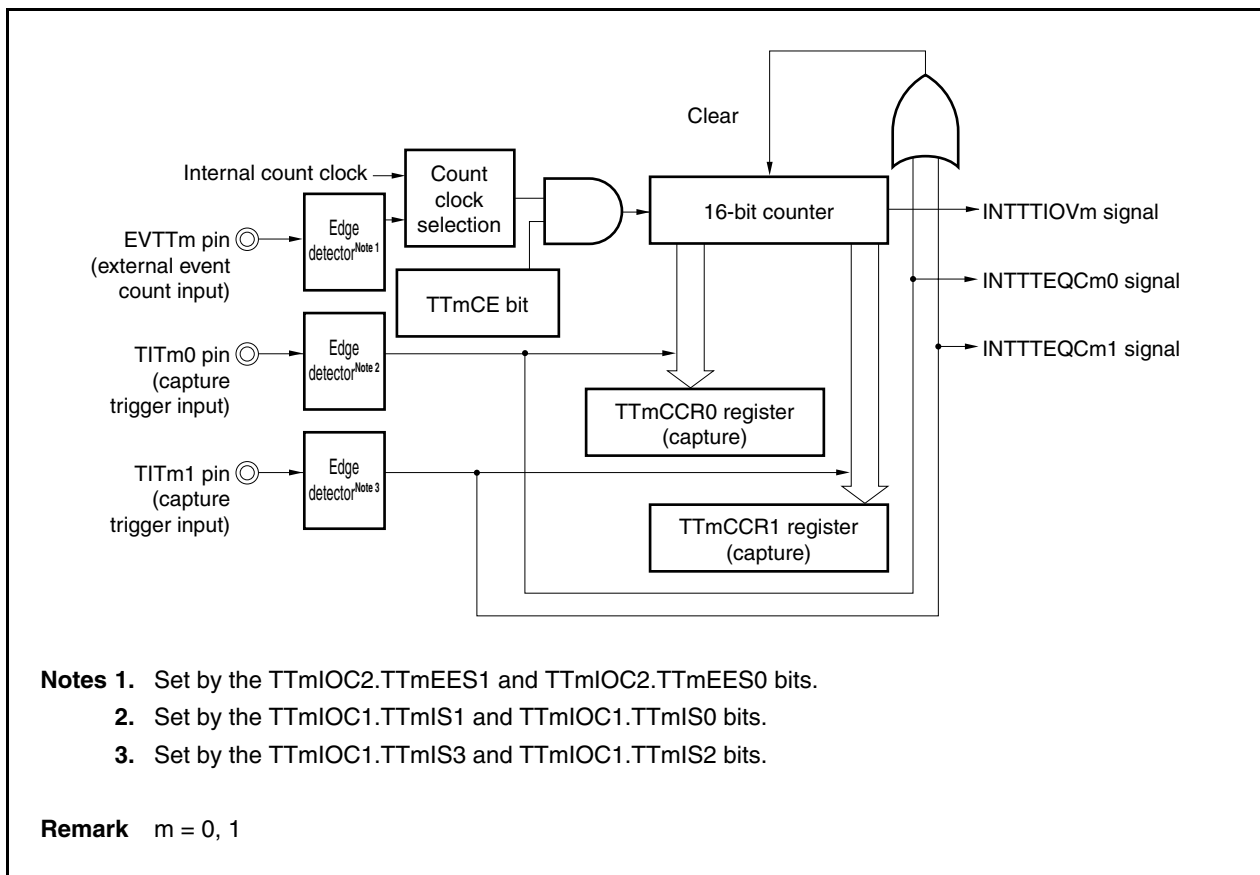 Clear
Internal count clock
Count
clock
selection
16-bit counter
INTTTIOVm signal
EVTTm pin
(external event
count input)
Edge
detectorNote 1
TTmCE bit
INTTTEQCm0 signal
TITm0 pin
(capture
trigger input)
Edge
detectorNote 2
INTTTEQCm1 signal
TTmCCR0 register
(capture)
TITm1 pin
(capture
trigger input)
Edge
detectorNote 3
TTmCCR1 register
(capture)
Notes 1. Set by the TTmIOC2.TTmEES1 and TTmIOC2.TTmEES0 bits.
2. Set by the TTmIOC1.TTmIS1 and TTmIOC1.TTmIS0 bits.
3. Set by the TTmIOC1.TTmIS3 and TTmIOC1.TTmIS2 bits.
Remark m = 0, 1